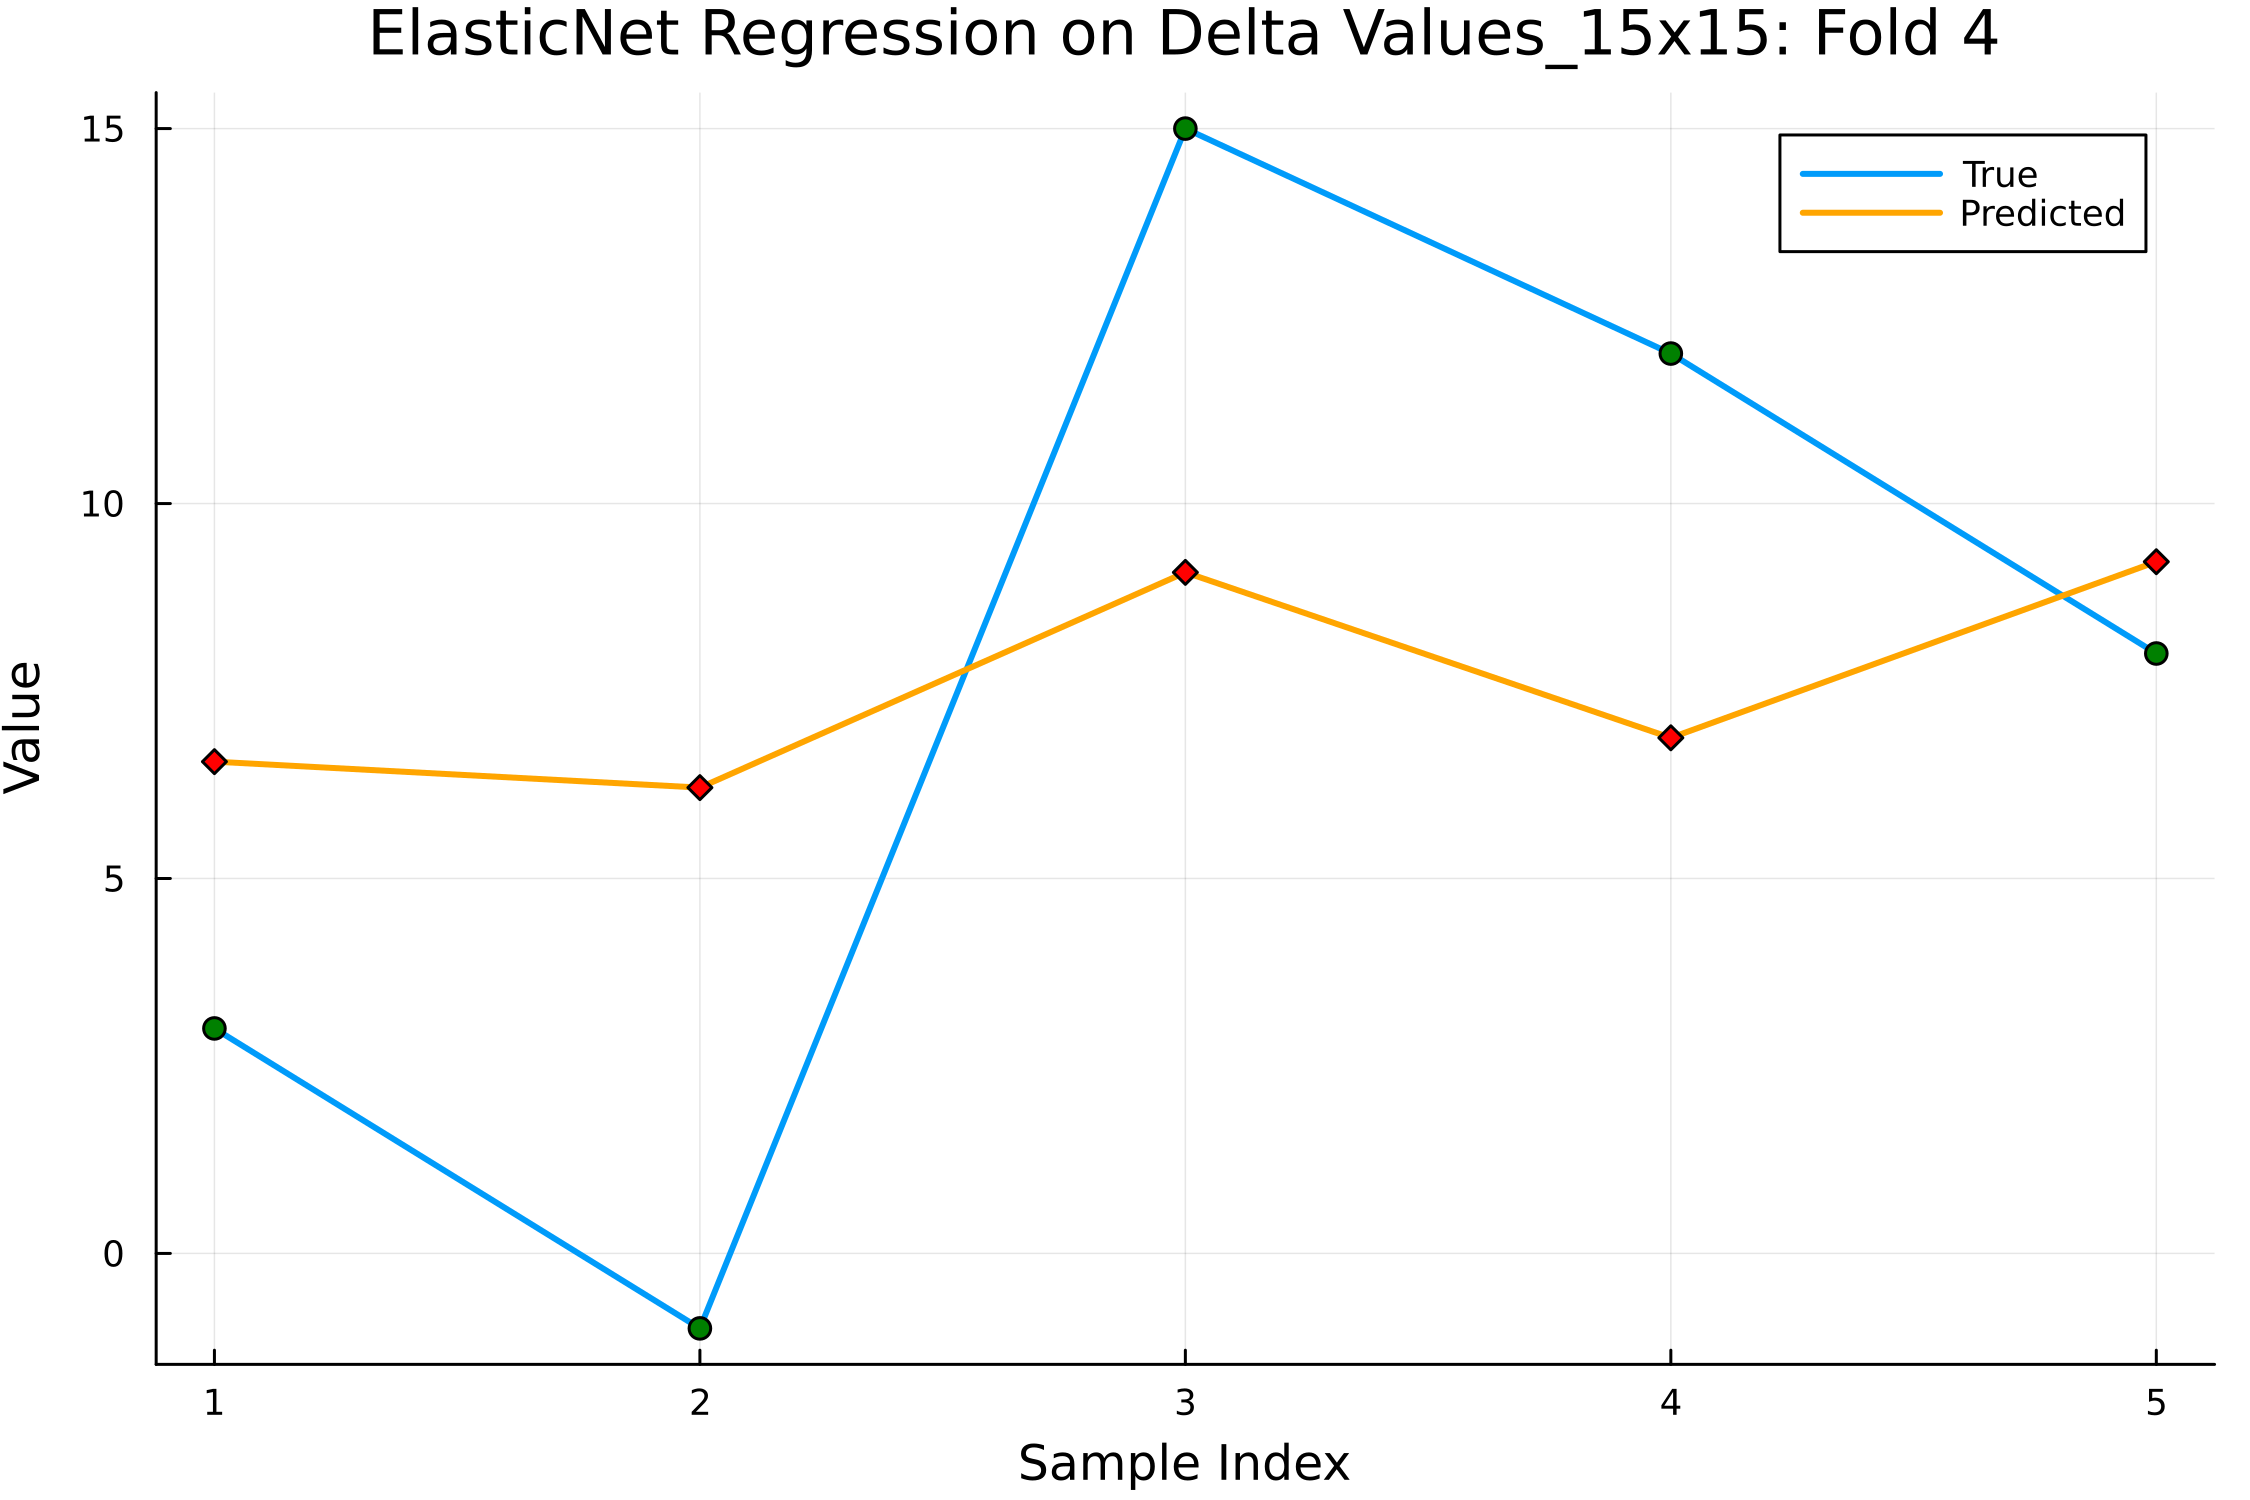 ElasticNet Regression on Delta Values_15x15: Fold 4
15
10
5
0
Value
True
Predicted
1 2 3 4 5
Sample Index